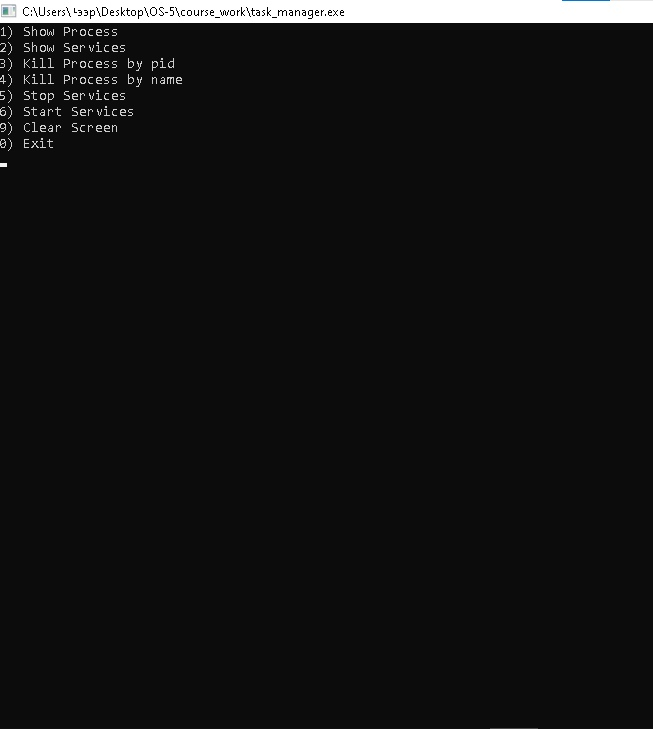 C:\Users\ чээр\Desktop\OS-5\course_work\task_manager.exe
1) Show Process
2) Show Services
3) Kill Process by pid
4) Kill Process by name
5) Stop Services
6) Start Services
9) Clear Screen
0) Exit